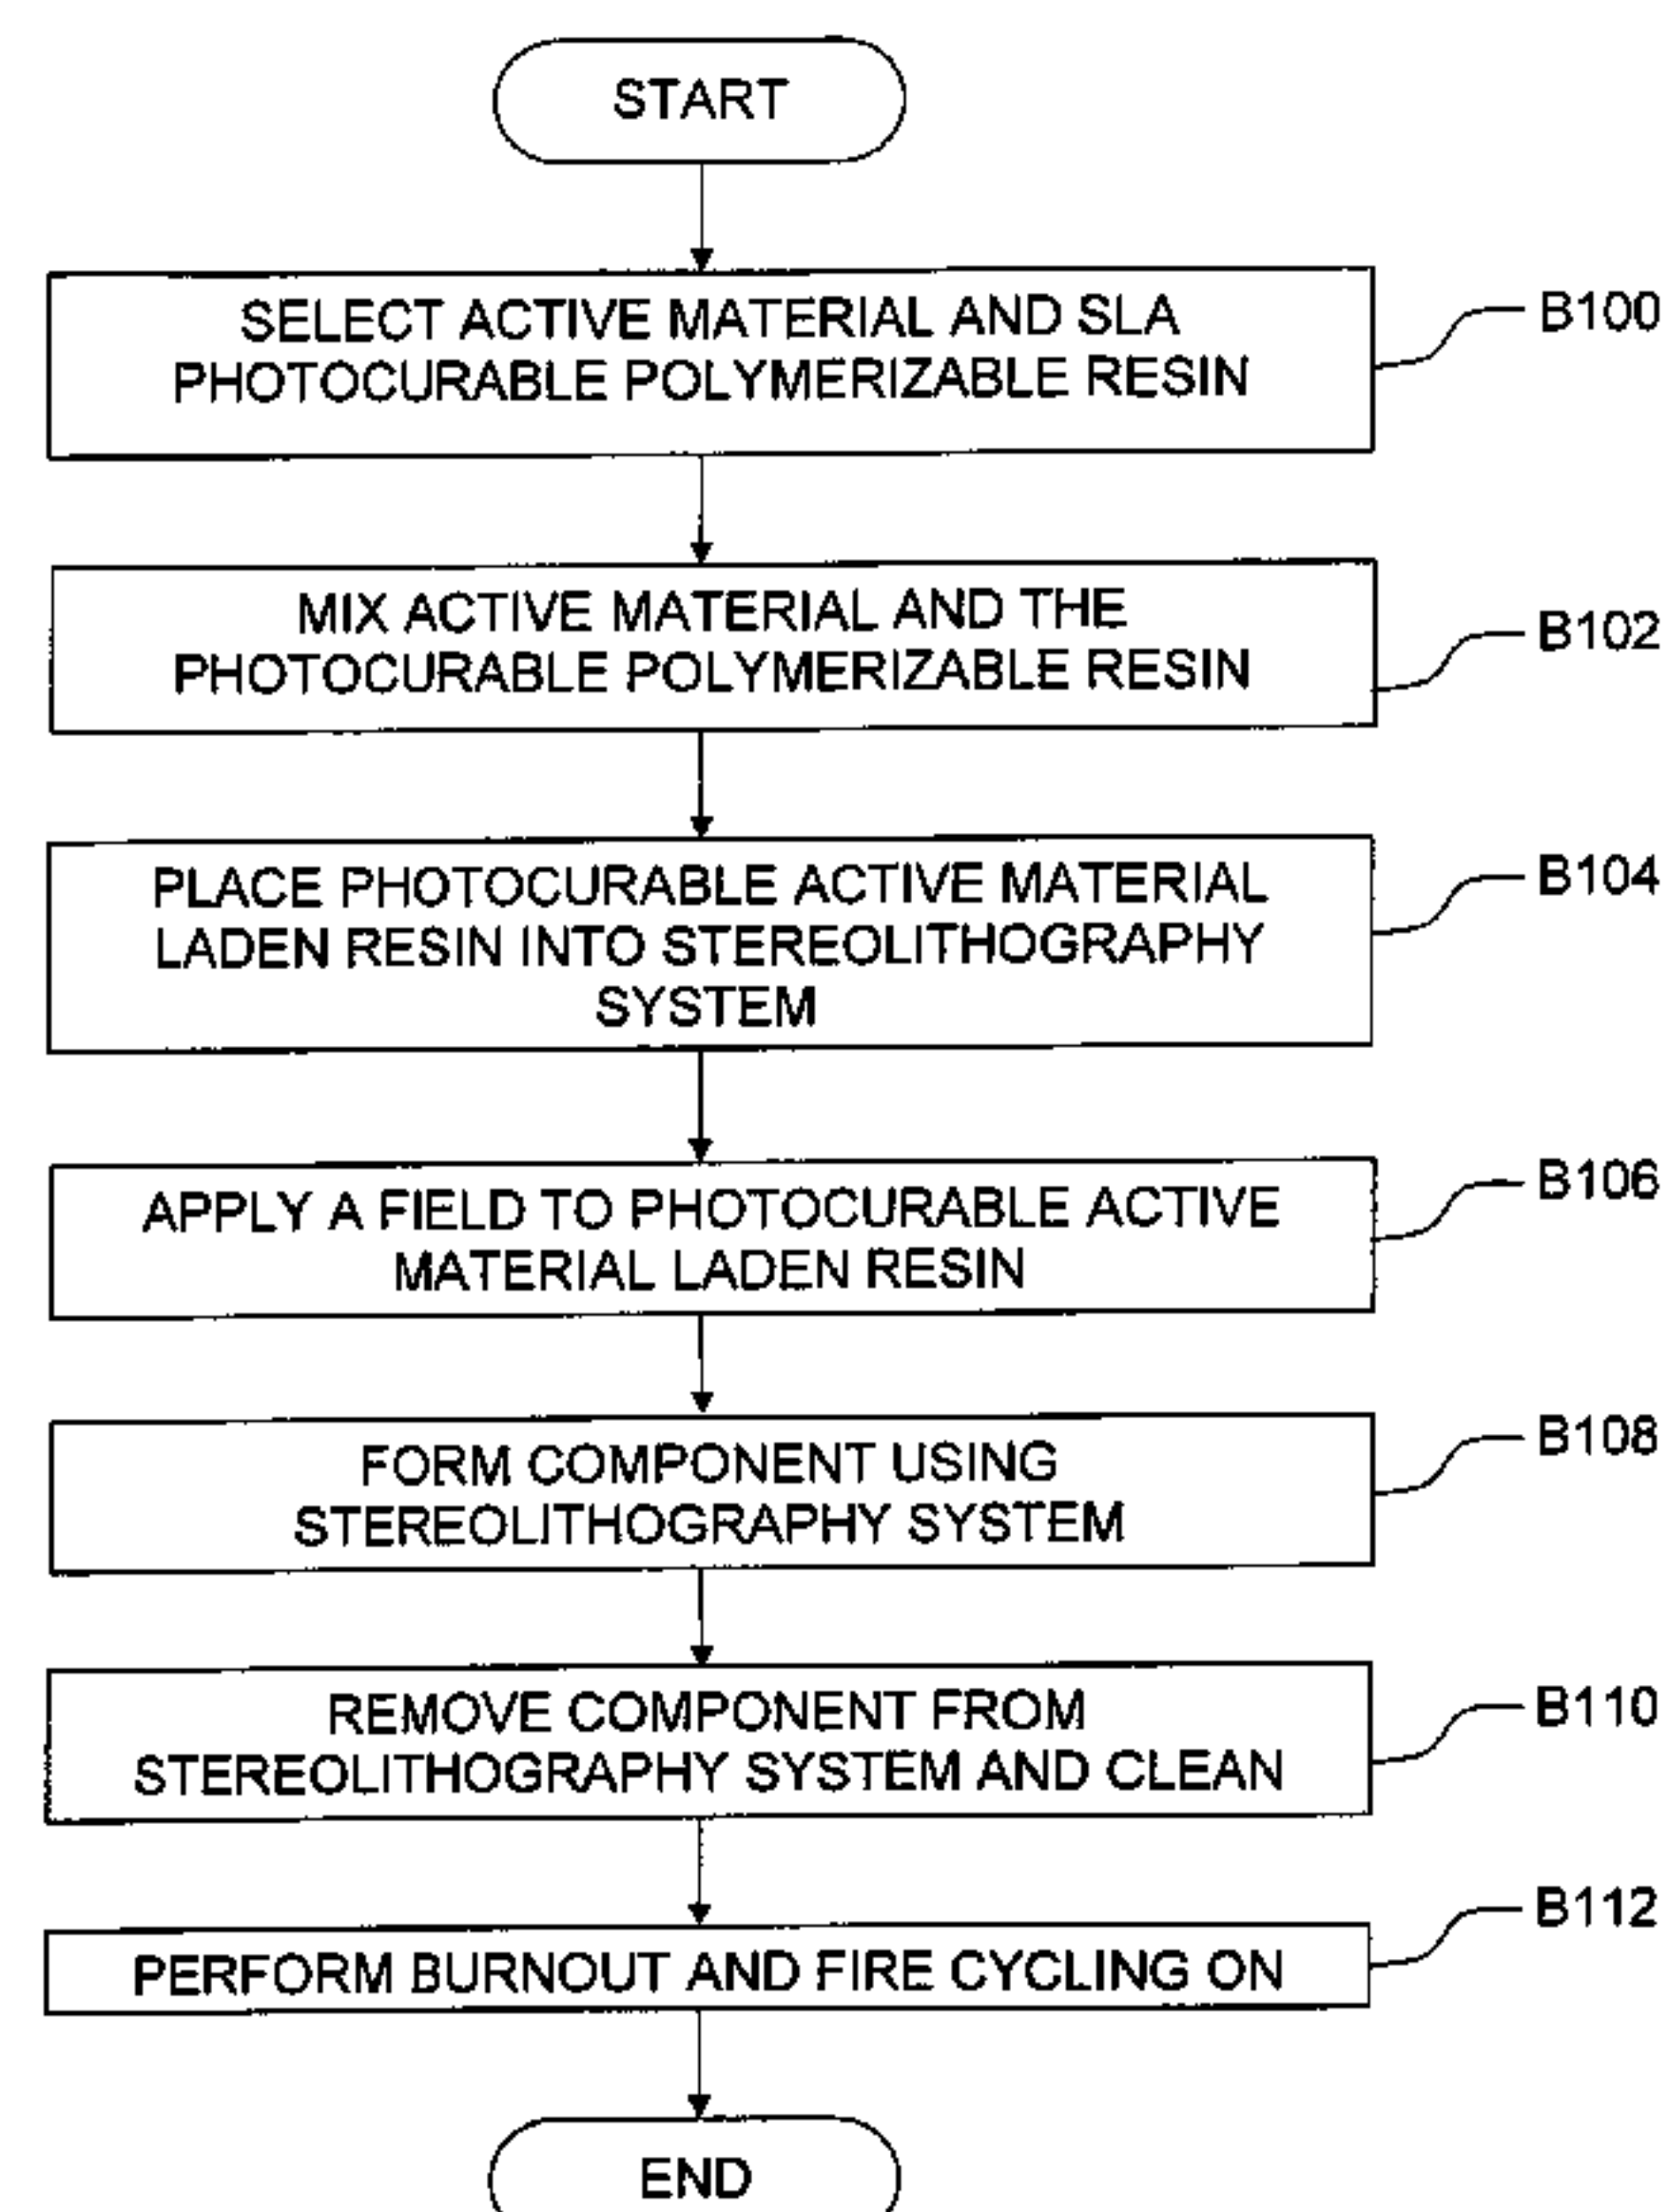 START
SELECT ACTIVE MATERIAL AND SLA
PHOTOCURABLE POLYMERIZABLE RESIN
B100
MIX ACTIVE MATERIAL AND THE
PHOTOCURABLE POLYMERIZABLE RESIN
B102
PLACE PHOTOCURABLE ACTIVE MATERIAL
LADEN RESIN INTO STEREOLITHOGRAPHY
SYSTEM
B104
APPLY A FIELD TO PHOTOCURABLE ACTIVE
MATERIAL LADEN RESIN
B106
FORM COMPONENT USING
STEREOLITHOGRAPHY SYSTEM
B108
REMOVE COMPONENT FROM
STEREOLITHOGRAPHY SYSTEM AND CLEAN
B110
PERFORM BURNOUT AND FIRE CYCLING ON
B112
END